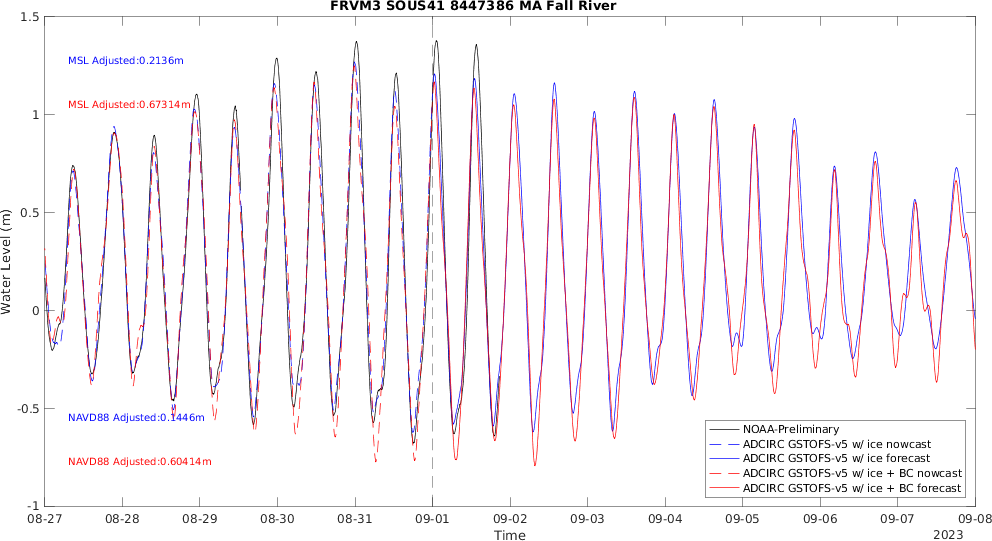 FRVM3 SOUS41 8447386 MA Fall River
1.5
1
0.5
0
-0.5
-1
Water Level (m)
MSL Adjusted:0.2136m
MSL Adjusted:0.67314m
NAVD88 Adjusted:0.1446m
NAVD88 Adjusted:0.60414m
NOAA-Preliminary
ADCIRC GSTOFS-v5 w/ ice nowcast
ADCIRC GSTOFS-v5 w/ ice forecast
ADCIRC GSTOFS-v5 w/ ice + BC nowcast
ADCIRC GSTOFS-v5 w/ ice + BC forecast
08-27 08-28 08-29 08-30 08-31 09-01 09-02 09-03 09-04 09-05 09-06 09-07 09-08
Time
2023